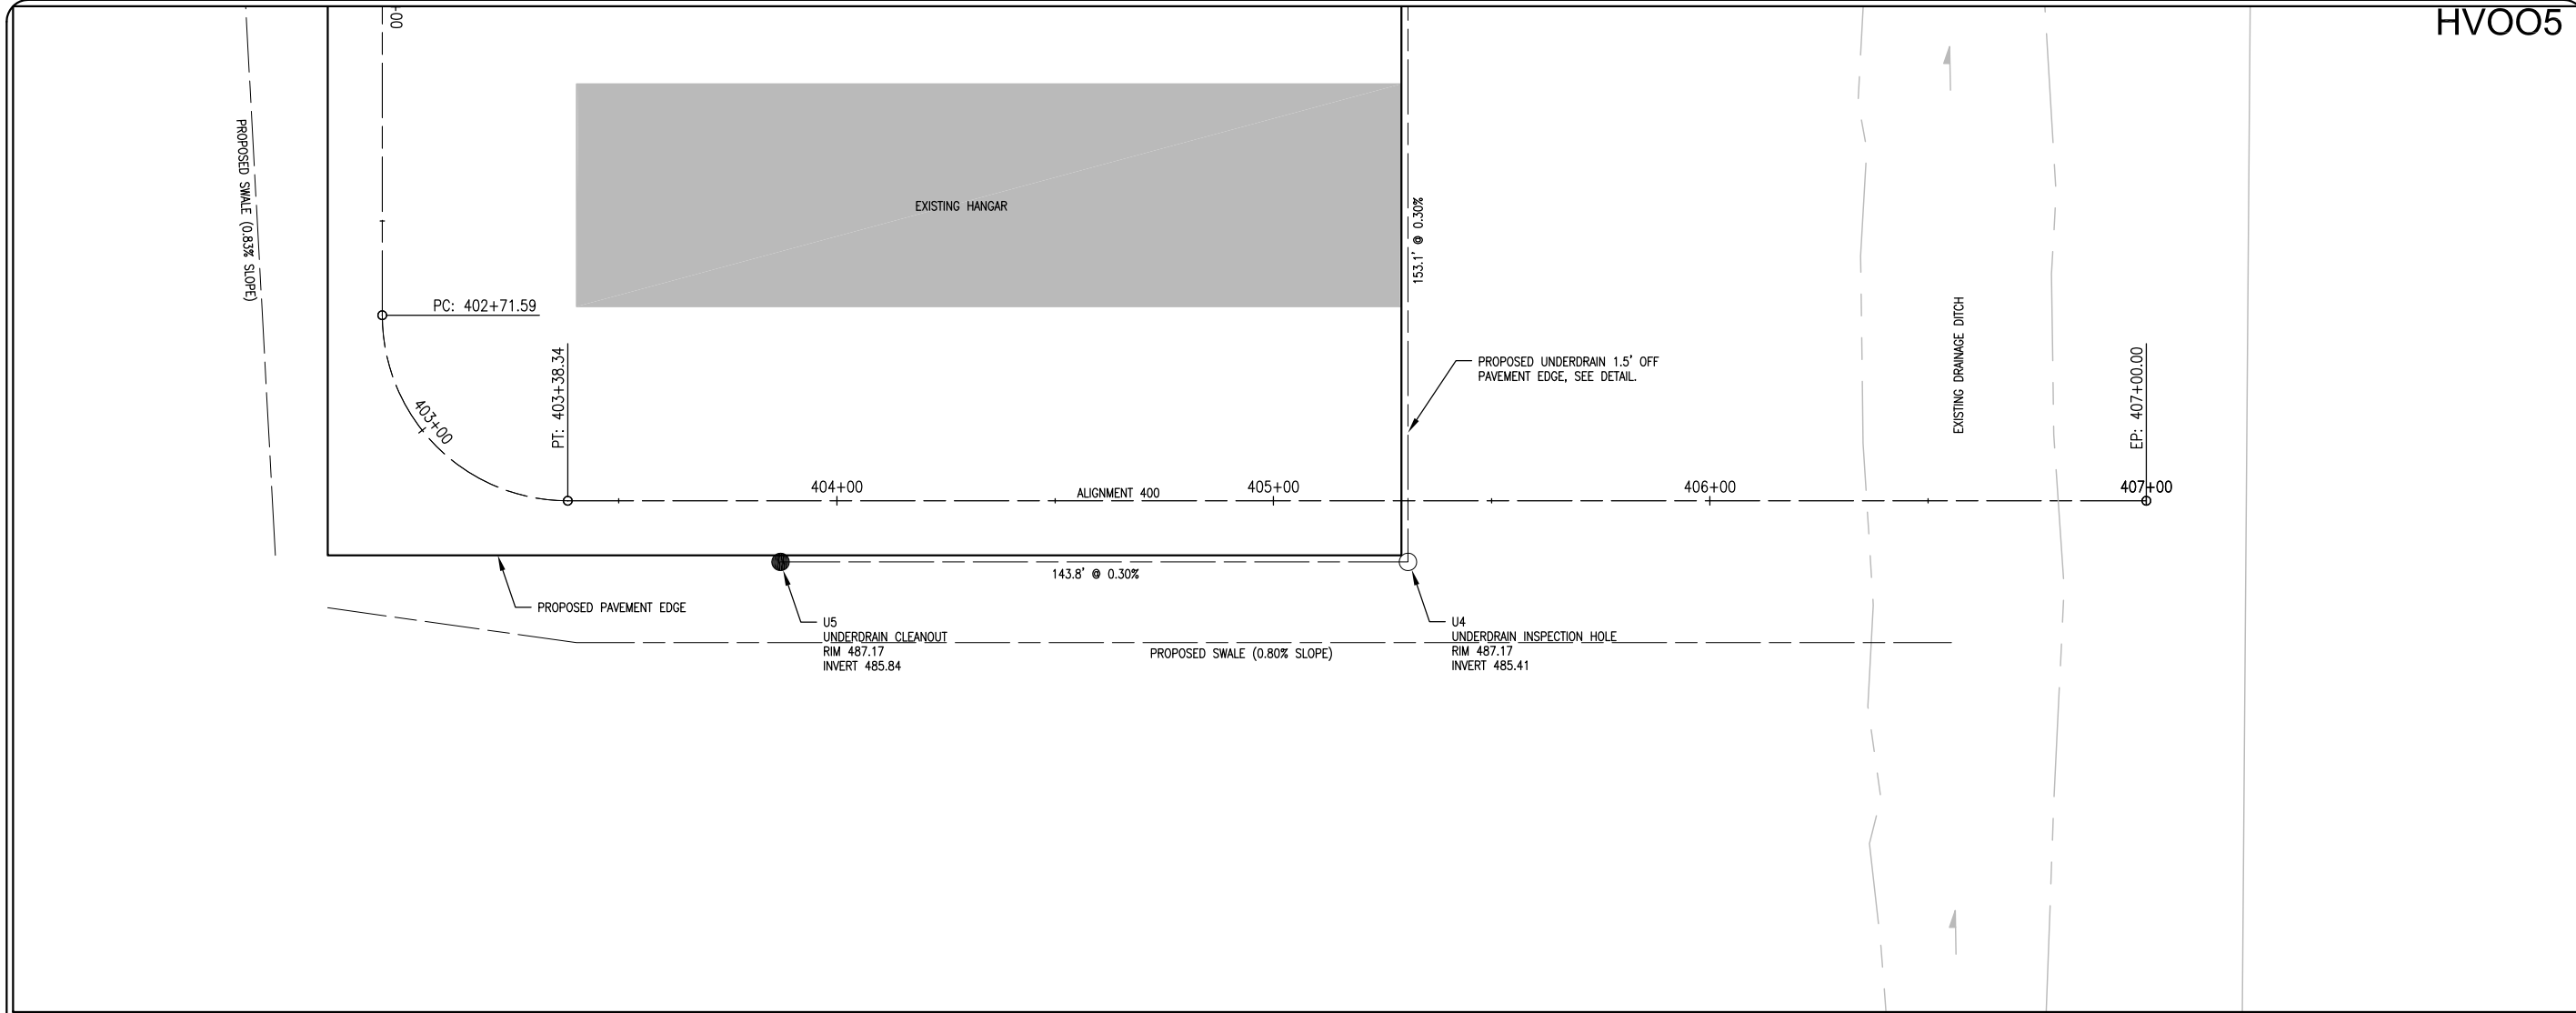 HVOO5
00
PROPOSED SWALE (0.83% SLOPE)
EXISTING HANGAR
153.1' @ 0.30%
PC: 402+71.59
403+00
PT: 403+38.34
PROPOSED UNDERDRAIN 1.5' OFF
PAVEMENT EDGE, SEE DETAIL.
EXISTING DRAINAGE DITCH
EP: 407+00.00
404+00
ALIGNMENT 400
405+00
406+00
407+00
143.8' @ 0.30%
PROPOSED PAVEMENT EDGE
U5
UNDERDRAIN CLEANOUT
RIM 487.17
INVERT 485.84
PROPOSED SWALE (0.80% SLOPE)
U4
UNDERDRAIN INSPECTION HOLE
RIM 487.17
INVERT 485.41